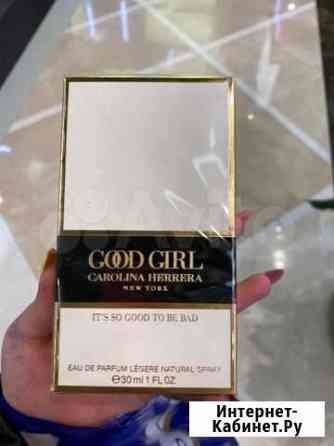 GOOD GIRL
CAROLINA HERRERA
NEW YORK
IT'S SO GOOD TO BE BAD
EAU DE PARFUM LÉGÈRE NATURAL SPRAY
℮30 ml 1 FL OZ
Avito
Интернет-
Кабинет.Ру